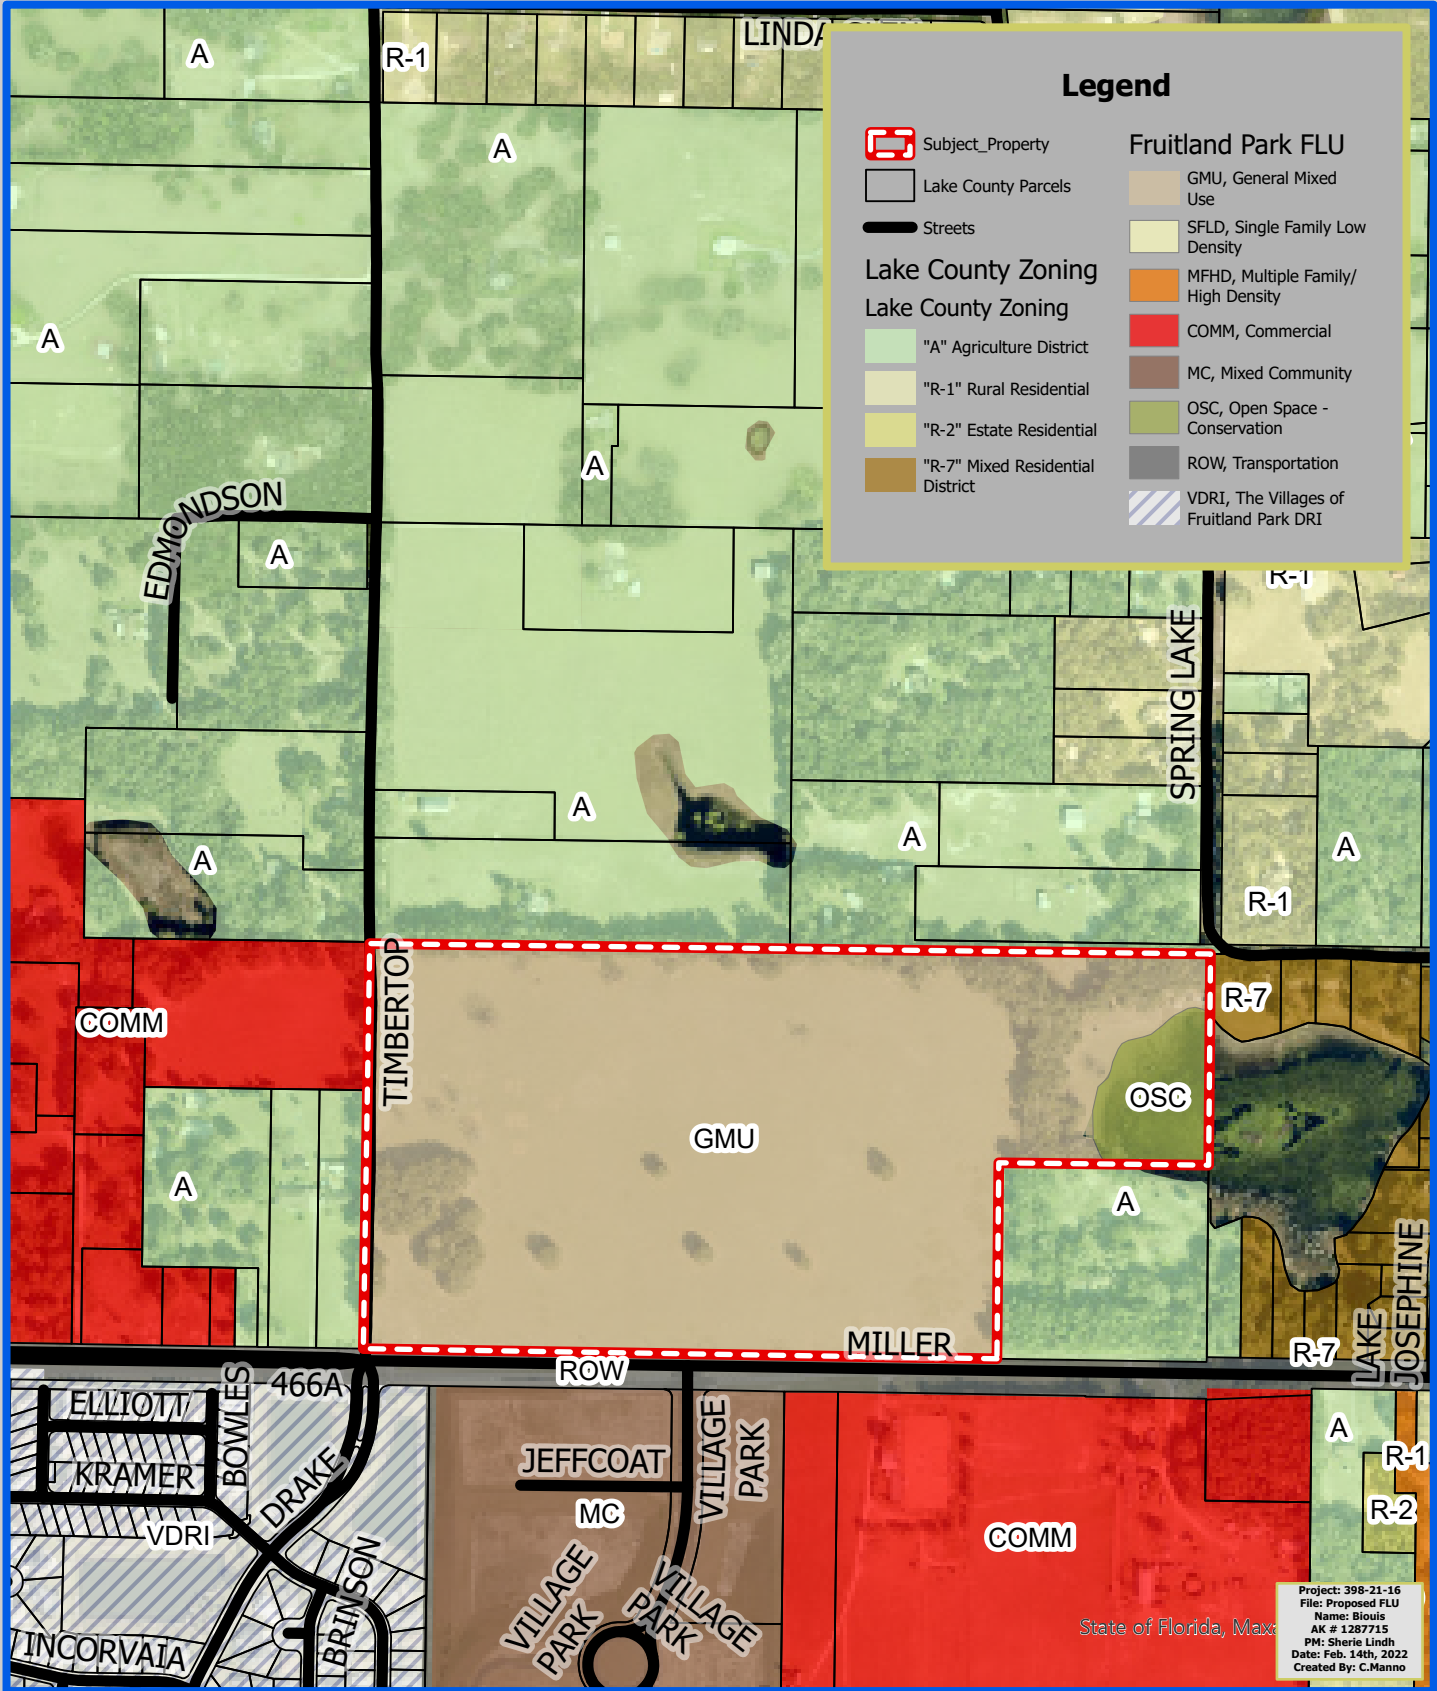 A
R-1
A
Legend
Subject_Property
Lake County Parcels
Streets
Lake County Zoning
Lake County Zoning
"A" Agriculture District
"R-1" Rural Residential
"R-2" Estate Residential
"R-7" Mixed Residential
District
Fruitland Park FLU
GMU, General Mixed
Use
SFLD, Single Family Low
Density
MFHD, Multiple Family/
High Density
COMM, Commercial
MC, Mixed Community
OSC, Open Space -
Conservation
ROW, Transportation
VDRI, The Villages of
Fruitland Park DRI
A
A
EDMONDSON
A
R-1
SPRING LAKE
A
A
A
A
R-1
TIMBERTOP
COMM
R-7
OSC
GMU
A
A
MILLER
ROW
R-7
LAKE
JOSEPHINE
466A
ELLIOTT
BOWLES
KRAMER
DRAKE
VDRI
BRINSON
INCORVAIA
JEFFCOAT
MC
VILLAGE
PARK
VILLAGE
PARK
VILLAGE
PARK
COMM
A
R-1
R-2
State of Florida,
Project: 398-21-16
File: Proposed FLU
Name: Biouis
AK # 1287715
PM: Sherie Lindh
Date: Feb. 14th, 2022
Created By: C.Manno